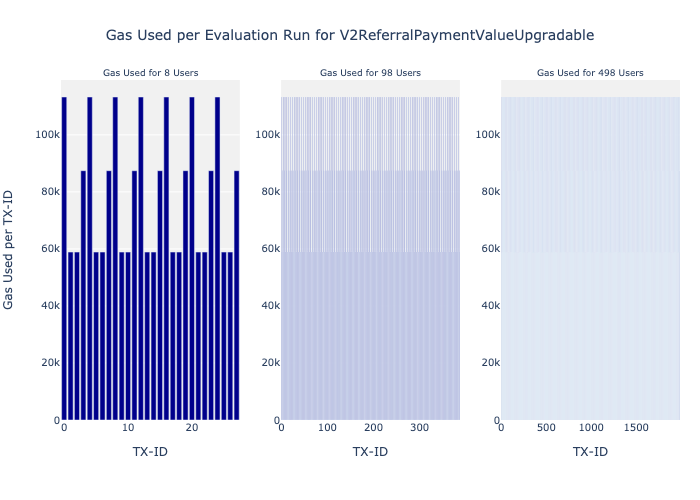 Gas Used per Evaluation Run for V2ReferralPaymentValueUpgradable
Gas Used for 8 Users
Gas Used for 98 Users
Gas Used for 498 Users
Gas Used per TX-ID
100k
80k
60k
40k
20k
0
0 10 20
TX-ID
100k
80k
60k
40k
20k
0
0 100 200 300
TX-ID
100k
80k
60k
40k
20k
0
0 500 1000 1500
TX-ID